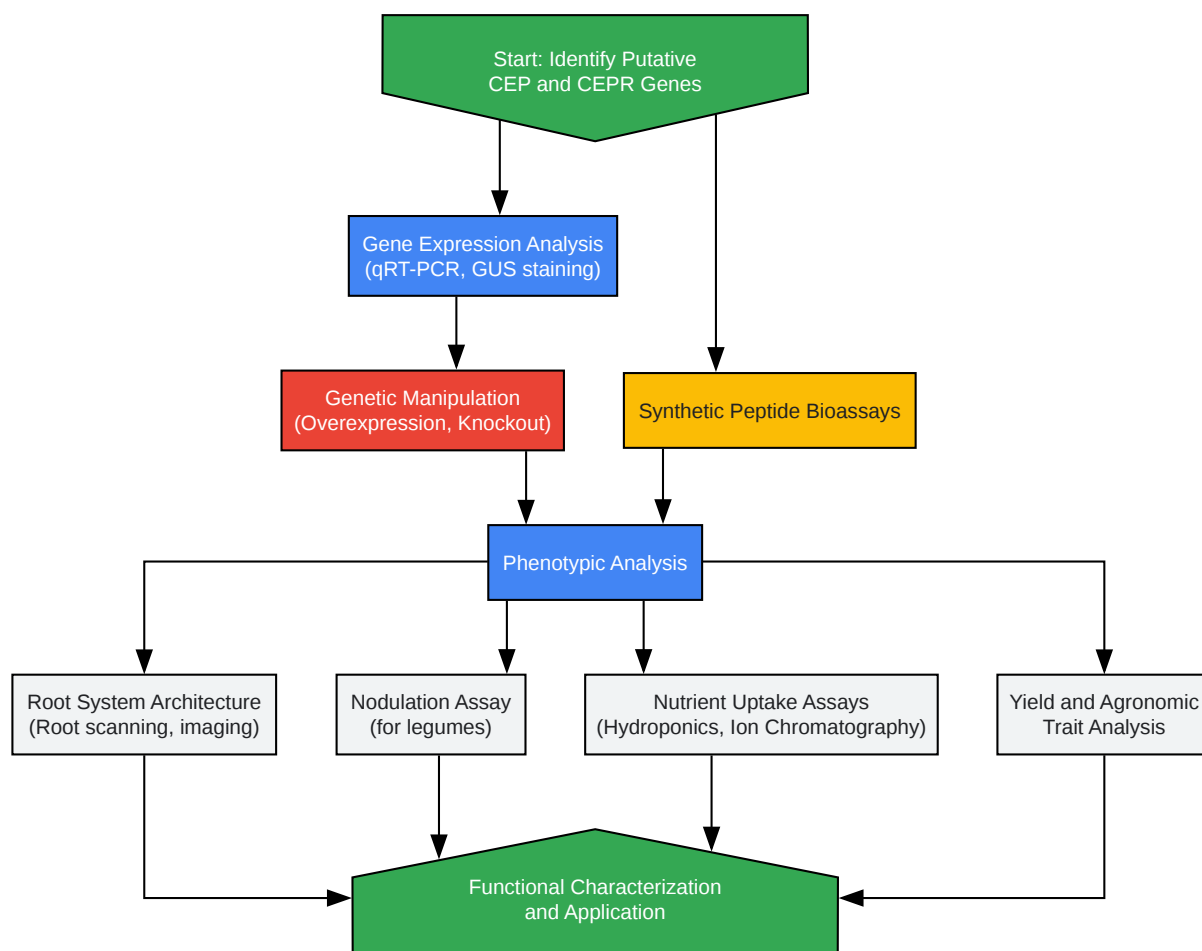 Start: Identify Putative
CEP and CEPR Genes
Gene Expression Analysis
(qRT-PCR, GUS staining)
Genetic Manipulation
(Overexpression, Knockout)
Synthetic Peptide Bioassays
Phenotypic Analysis
Root System Architecture
(Root scanning, imaging)
Nodulation Assay
(for legumes)
Nutrient Uptake Assays
(Hydroponics, Ion Chromatography)
Yield and Agronomic
Trait Analysis
Functional Characterization
and Application